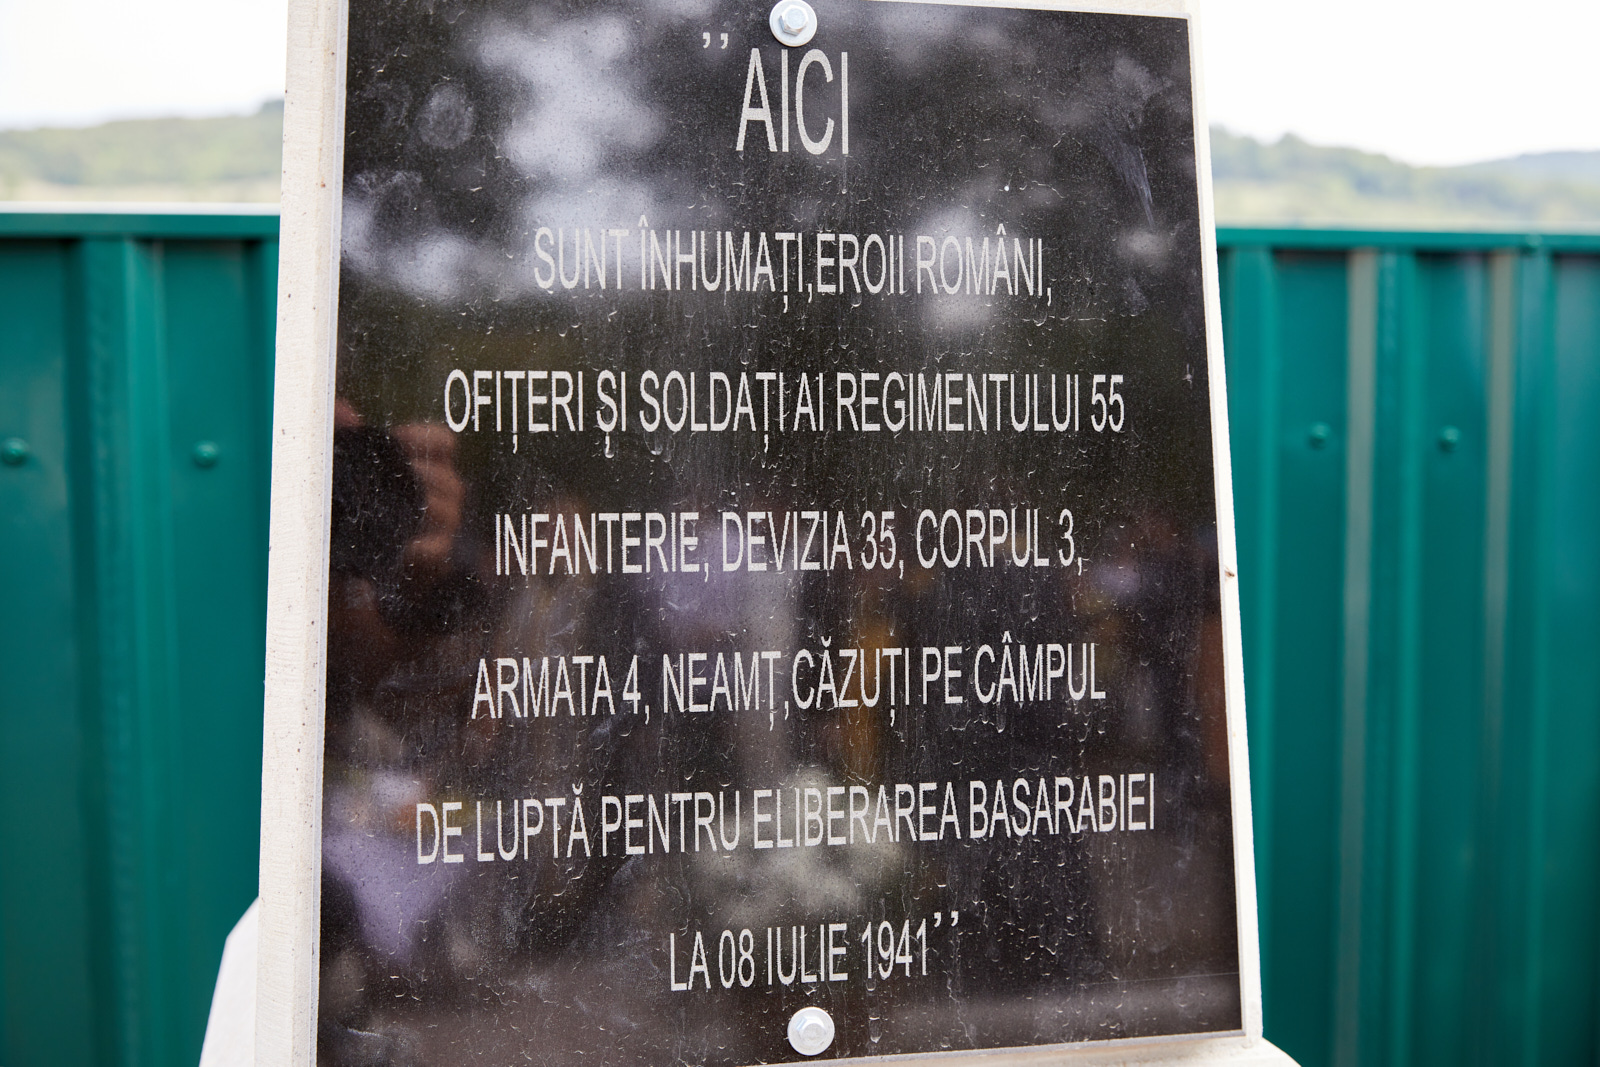 ’’AICI
SUNT ÎNHUMAȚI,EROII ROMÂNI,
OFIȚERI ȘI SOLDAȚI AI REGIMENTULUI 55
INFANTERIE, DEVIZIA 35, CORPUL 3,
ARMATA 4, NEAMȚ,CĂZUȚI PE CÂMPUL
DE LUPTĂ PENTRU ELIBERAREA BASARABIEI
LA 08 IULIE 1941’’